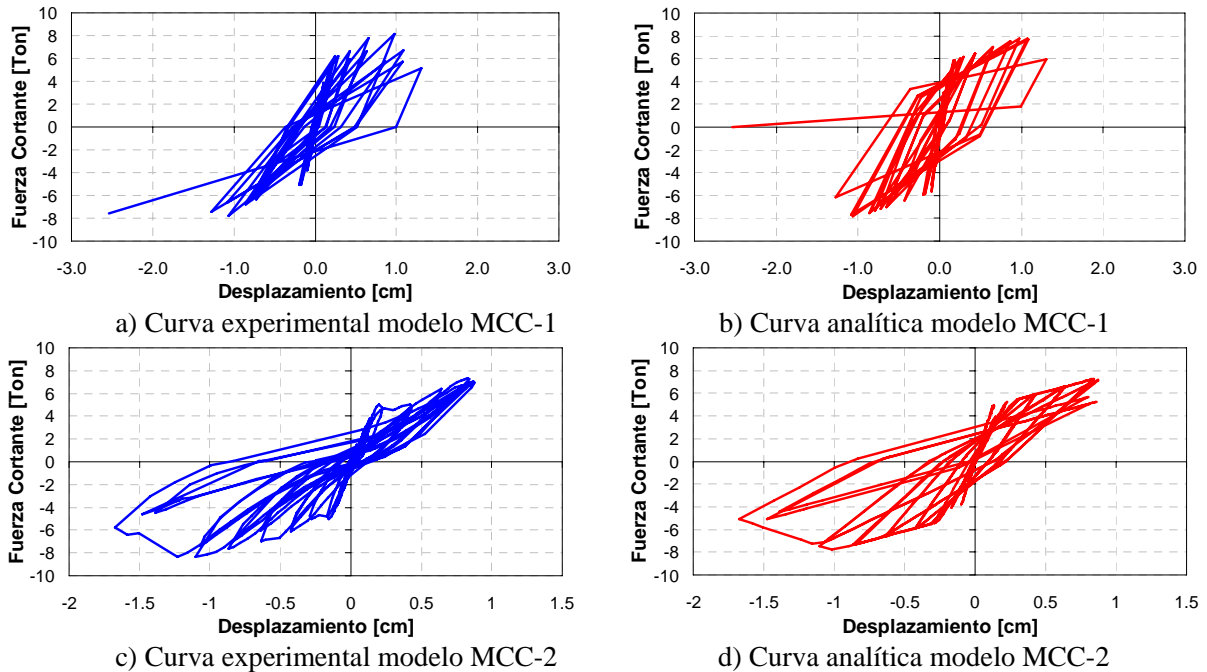 Fuerza Cortante [Ton]
10
8
6
4
2
0
-2
-4
-6
-8
-10
-3.0 -2.0 -1.0 0.0 1.0 2.0 3.0
Desplazamiento [cm]
a) Curva experimental modelo MCC-1
Fuerza Cortante [Ton]
10
8
6
4
2
0
-2
-4
-6
-8
-10
-3.0 -2.0 -1.0 0.0 1.0 2.0 3.0
Desplazamiento [cm]
b) Curva analítica modelo MCC-1
Fuerza Cortante [Ton]
10
8
6
4
2
0
-2
-4
-6
-8
-10
-2 -1.5 -1 -0.5 0 0.5 1 1.5
Desplazamiento [cm]
c) Curva experimental modelo MCC-2
Fuerza Cortante [Ton]
10
8
6
4
2
0
-2
-4
-6
-8
-10
-2 -1.5 -1 -0.5 0 0.5 1 1.5
Desplazamiento [cm]
d) Curva analítica modelo MCC-2